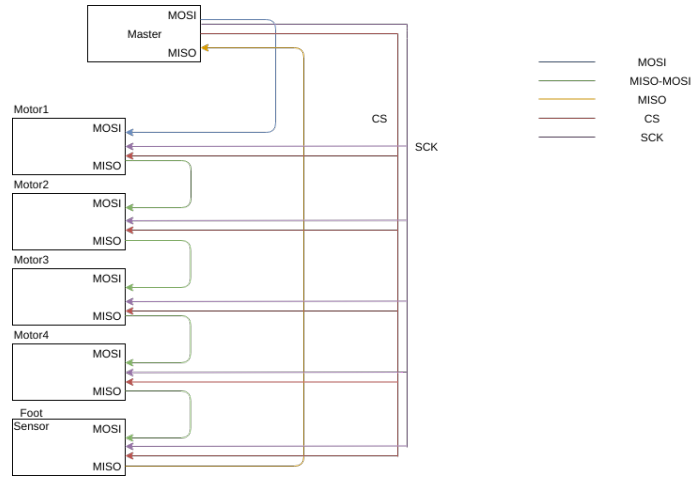 MOSI
Master
MISO
MOSI
MISO-MOSI
MISO
CS
SCK
CS
SCK
Motor1
MOSI
MISO
Motor2
MOSI
MISO
Motor3
MOSI
MISO
Motor4
MOSI
MISO
Foot
Sensor
MOSI
MISO